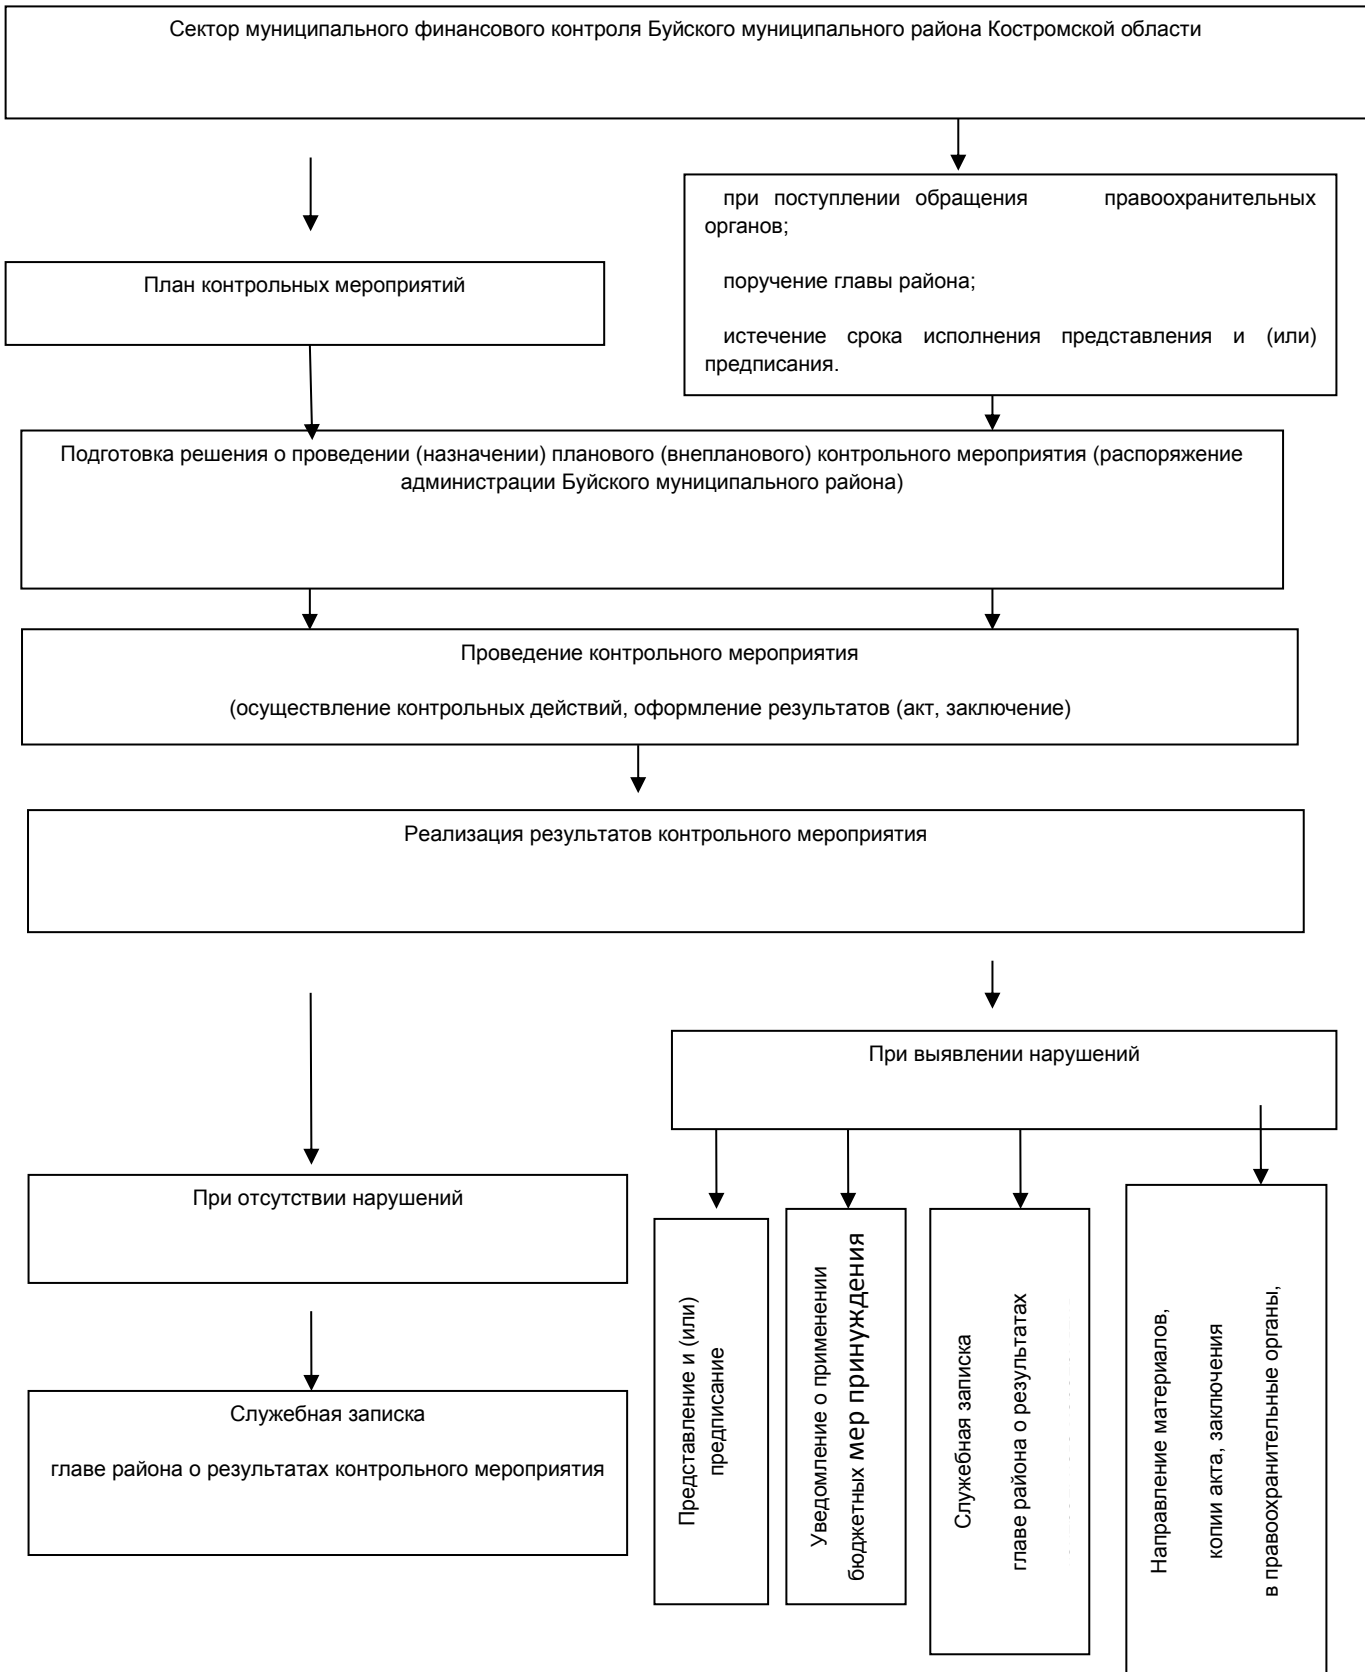 Сектор муниципального финансового контроля Буйского муниципального района Костромской области
при поступлении обращения правоохранительных
органов;
поручение главы района;
истечение срока исполнения представления и (или)
предписания.
План контрольных мероприятий
Подготовка решения о проведении (назначении) планового (внепланового) контрольного мероприятия (распоряжение
администрации Буйского муниципального района)
Проведение контрольного мероприятия
(осуществление контрольных действий, оформление результатов (акт, заключение)
Реализация результатов контрольного мероприятия
При выявлении нарушений
При отсутствии нарушений
Служебная записка
главе района о результатах контрольного мероприятия
Представление и (или)
предписание
Уведомление о применении
бюджетных мер принуждения
Служебная записка
главе района о результатах
Направление материалов,
копии акта, заключения
в правоохранительные органы,